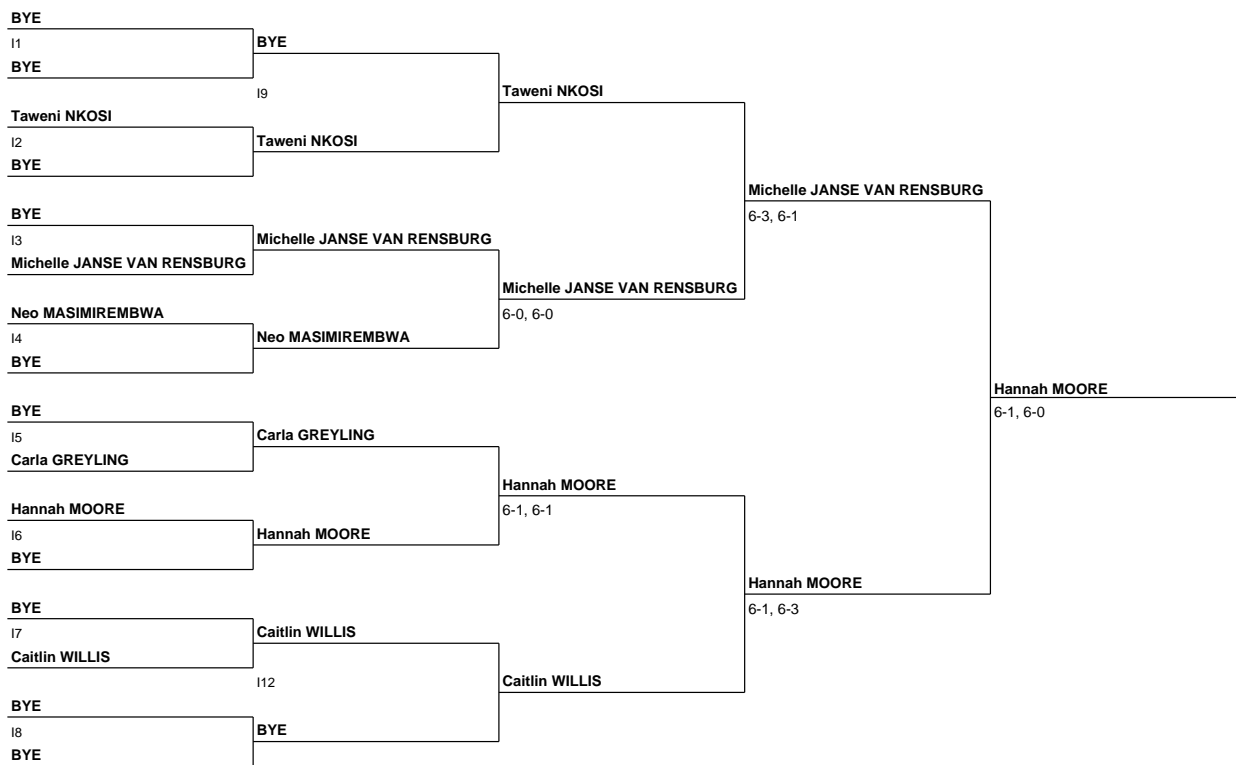 BYE
I1
BYE
BYE
I9
Taweni NKOSI
Taweni NKOSI
I2
Taweni NKOSI
BYE
Michelle JANSE VAN RENSBURG
6-3, 6-1
BYE
I3
Michelle JANSE VAN RENSBURG
Michelle JANSE VAN RENSBURG
Michelle JANSE VAN RENSBURG
6-0, 6-0
Neo MASIMIREMBWA
I4
Neo MASIMIREMBWA
BYE
Hannah MOORE
6-1, 6-0
BYE
I5
Carla GREYLING
Carla GREYLING
Hannah MOORE
6-1, 6-1
Hannah MOORE
I6
Hannah MOORE
BYE
Hannah MOORE
6-1, 6-3
BYE
I7
Caitlin WILLIS
Caitlin WILLIS
I12
Caitlin WILLIS
BYE
I8
BYE
BYE